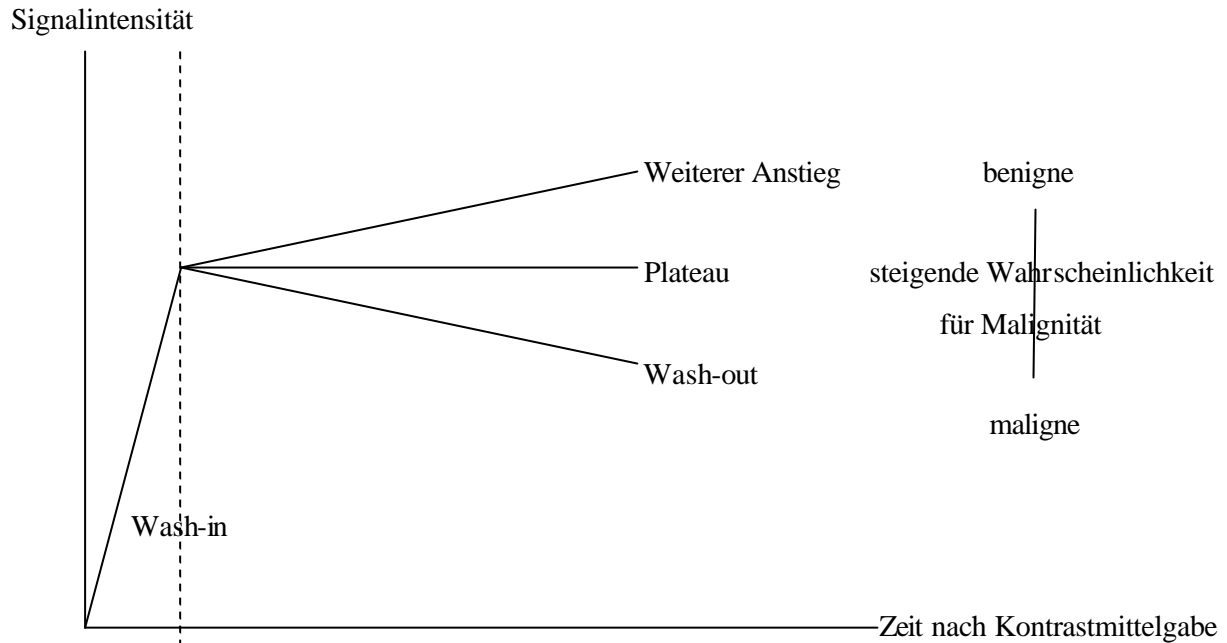 Signalintensität
Weiterer Anstieg
benigne
Plateau
steigende Wahrscheinlichkeit
für Malignität
Wash-out
maligne
Wash-in
Zeit nach Kontrastmittelgabe